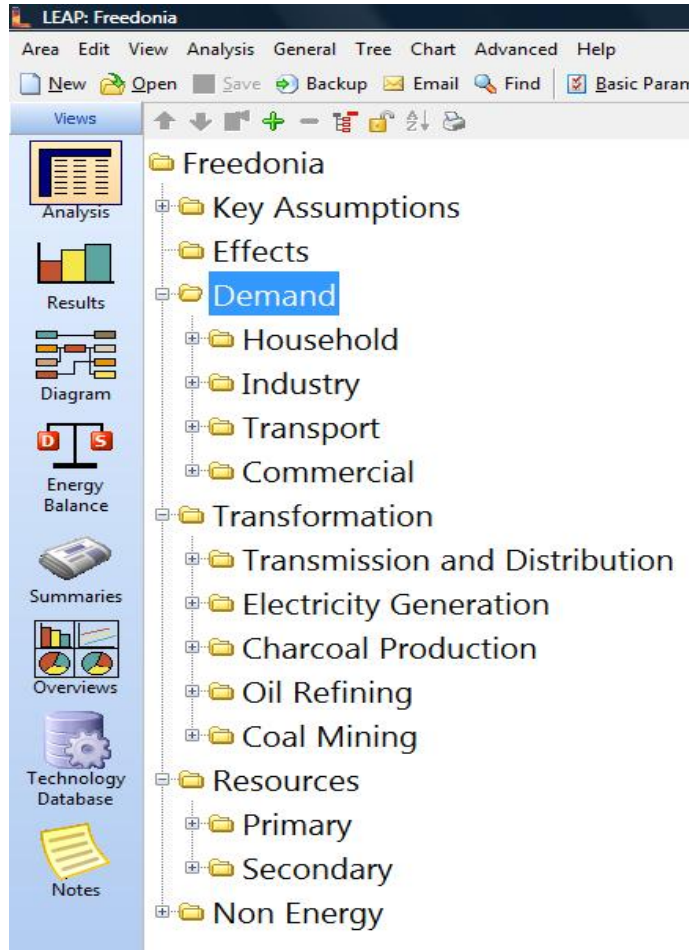 LEAP: Freedonia
Area Edit View Analysis General Tree Chart Advanced Help
New Open Save Backup Email Find Basic Param
Views
Analysis
Results
Diagram
D S
Energy
Balance
Summaries
Overviews
Technology
Database
Notes
Freedonia
Key Assumptions
Effects
Demand
Household
Industry
Transport
Commercial
Transformation
Transmission and Distribution
Electricity Generation
Charcoal Production
Oil Refining
Coal Mining
Resources
Primary
Secondary
Non Energy